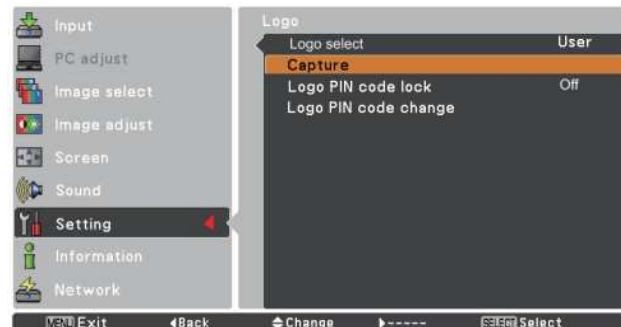 Input
PC adjust
Image select
Image adjust
Screen
Sound
Setting
Information
Network
Logo
Logo select User
Capture
Logo PIN code lock Off
Logo PIN code change
MENU Exit Back Change ----- SELECT Select